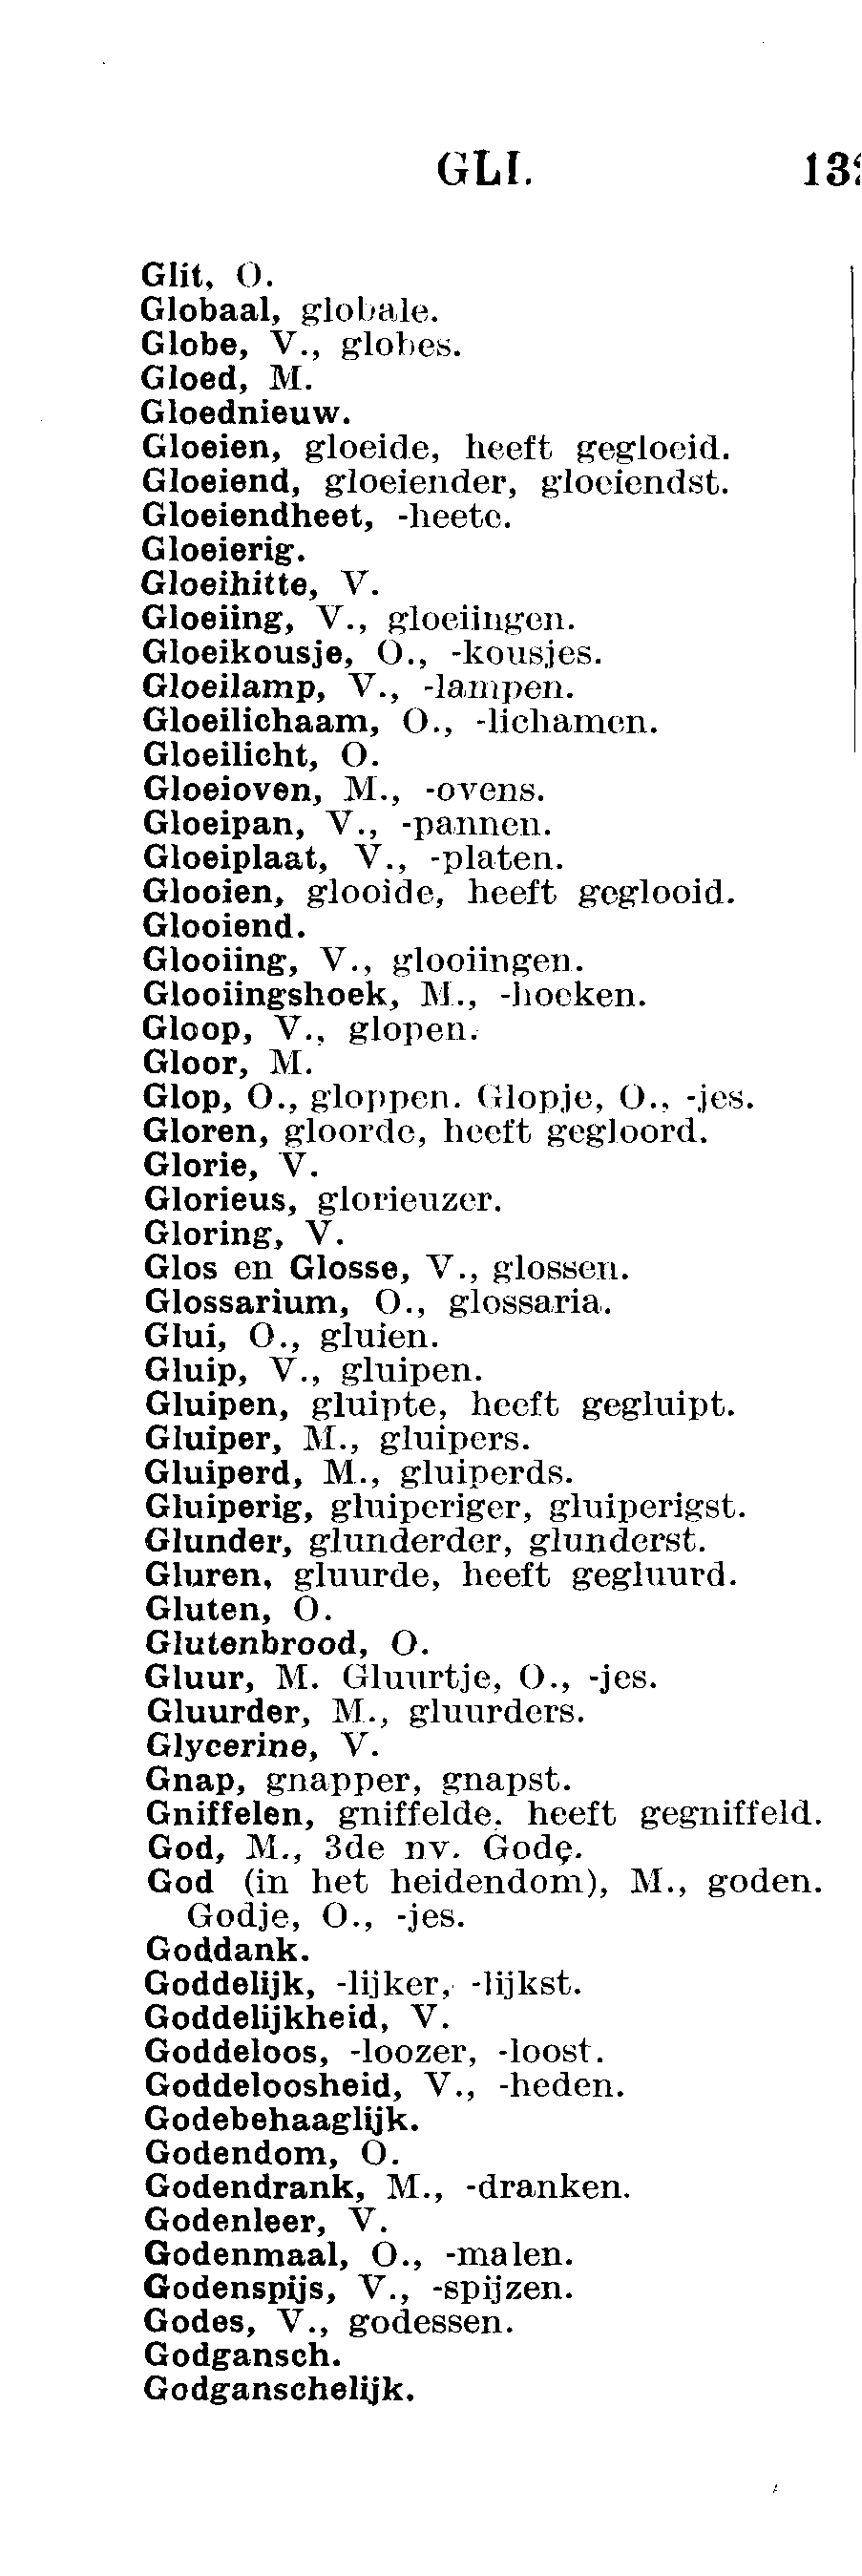 GLI.
Glit, O.
Globaal, globale.
Globe, V., globes.
Gloed, M.
Gloednieuw.
Gloeien, gloeide, heeft gegloeid.
Gloeiend, gloeiender, gloeiendst.
Gloeiendheet, -heete.
Gloeierig.
Gloeihitte, V.
Gloeiing, V., gloeiingen.
Gloeikousje, O., -kousjes.
Gloeilamp, V., -lampen.
Gloeilichaam, O., -lichamen.
Gloeilicht, O.
Gloeioven, M., -ovens.
Gloeipan, V., -pannen.
Gloeiplaat, V., -platen.
Glooien, glooide, heeft geglooid.
Glooiend.
Glooiing, V., glooiingen.
Glooiingshoek, M., -hoeken.
Gloop, V., glopen.
Gloor, M.
Glop, O., gloppen. Glopje, O., -jes.
Gloren, gloorde, heeft gegloord.
Glorie, V.
Glorieus, glorieuzer.
Gloring, V.
Glos en Glosse, V., glossen.
Glossarium, O., glossaria.
Glui, O., gluien.
Gluip, V., gluipen.
Gluipen, gluipte, heeft gegluipt.
Gluiper, M., gluipers.
Gluiperd, M., gluiperds.
Gluiperig, gluiperiger, gluiperigst.
Glunder, glunderder, glunderst.
Gluren, gluurde, heeft gegluurd.
Gluten, O.
Glutenbrood, O.
Gluur, M. Gluurtje, O., -jes.
Gluurder, M., gluurders.
Glycerine, V.
Gnap, gnapper, gnapst.
Gniffelen, gniffelde, heeft gegniffeld.
God, M., 3de nv. Gode.
God (in het heidendom), M., goden.
Godje, O., -jes.
Goddank.
Goddelijk, -lijker, -lijkst.
Goddelijkheid, V.
Goddeloos, -loozer, -loost.
Goddeloosheid, V., -heden.
Godebehaaglijk.
Godendom, O.
Godendrank, M., -dranken.
Godenleer, V.
Godenmaal, O., -malen.
Godenspijs, V., -spijzen.
Godes, V., godessen.
Godgansch.
Godganschelijk.